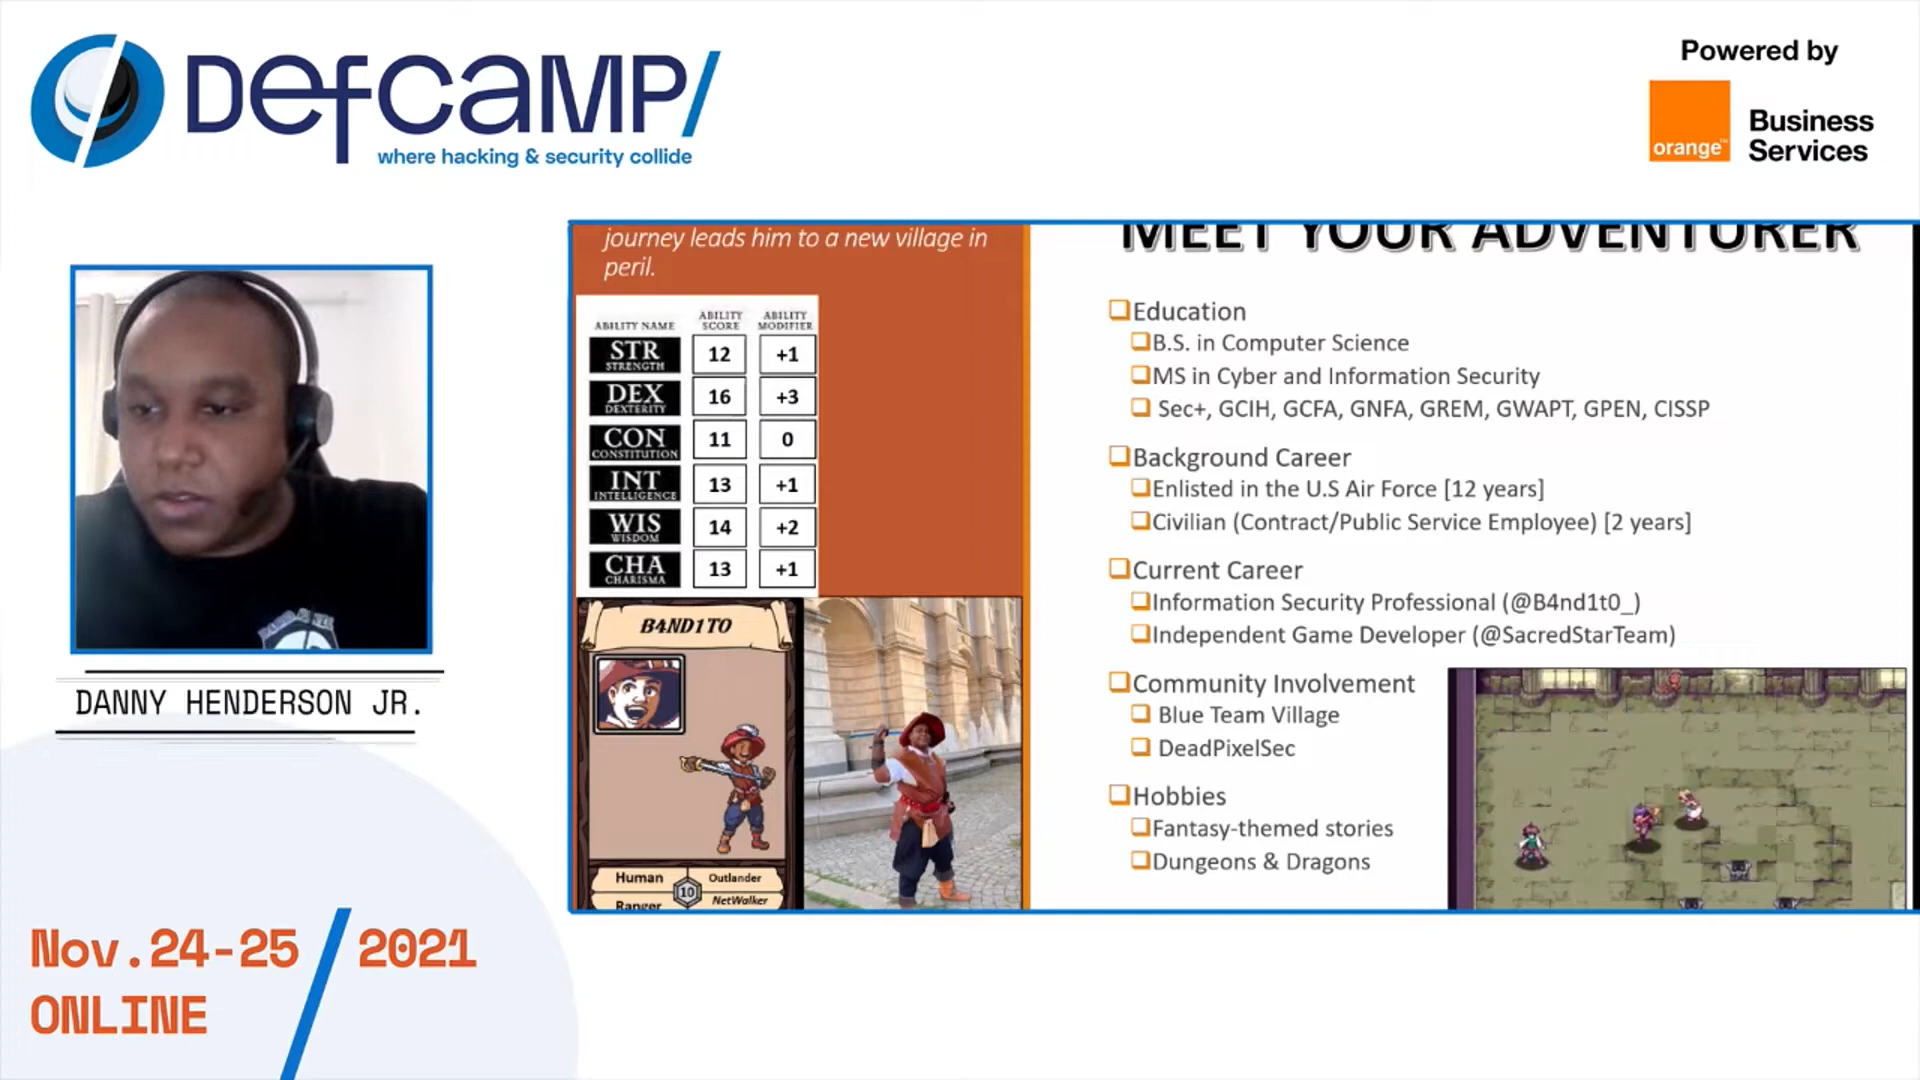 Defcamp/
where hacking & security collide
Powered by
orange™
Business
Services
DANNY HENDERSON JR.
Nov.24-25 / 2021
ONLINE
journey leads him to a new village in
peril.
ABILITY NAME ABILITY SCORE ABILITY MODIFIER
STR STRENGTH 12 +1
DEX DEXTERITY 16 +3
CON CONSTITUTION 11 0
INT INTELLIGENCE 13 +1
WIS WISDOM 14 +2
CHA CHARISMA 13 +1
B4ND1TO
Human 10 Outlander
Ranger NetWalker
MEET YOUR ADVENTURER
Education
B.S. in Computer Science
MS in Cyber and Information Security
Sec+, GCIH, GCFA, GNFA, GREM, GWAPT, GPEN, CISSP
Background Career
Enlisted in the U.S Air Force [12 years]
Civilian (Contract/Public Service Employee) [2 years]
Current Career
Information Security Professional (@B4nd1t0_)
Independent Game Developer (@SacredStarTeam)
Community Involvement
Blue Team Village
DeadPixelSec
Hobbies
Fantasy-themed stories
Dungeons & Dragons